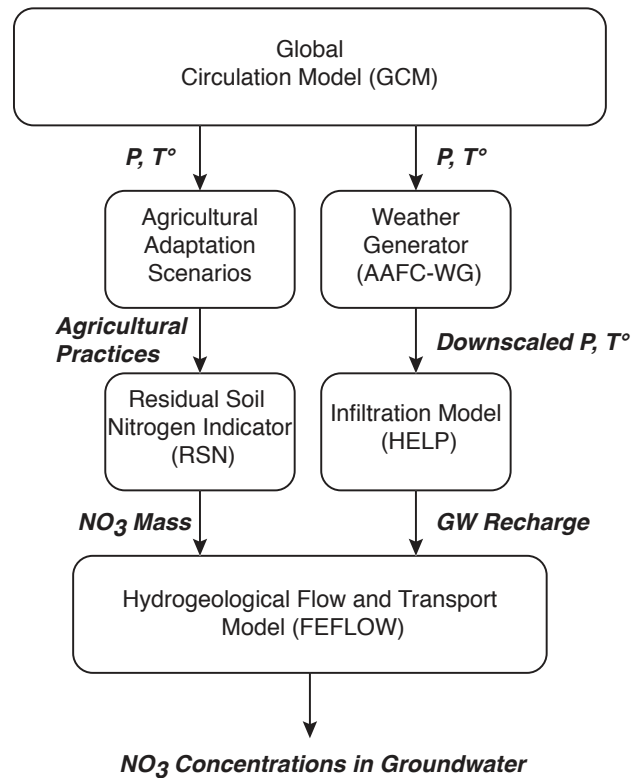 Global
Circulation Model (GCM)
P, T°
P, T°
Agricultural
Adaptation
Scenarios
Weather
Generator
(AAFC-WG)
Agricultural
Practices
Downscaled P, T°
Residual Soil
Nitrogen Indicator
(RSN)
Infiltration Model
(HELP)
NO3 Mass
GW Recharge
Hydrogeological Flow and Transport
Model (FEFLOW)
NO3 Concentrations in Groundwater